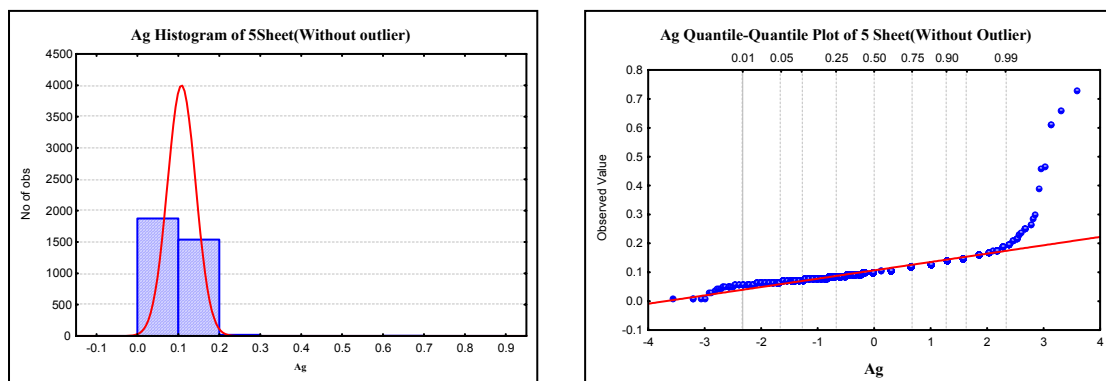 Ag Histogram of 5Sheet(Without outlier)
4500
4000
3500
3000
2500
2000
1500
1000
500
0
No of obs
-0.1 0.0 0.1 0.2 0.3 0.4 0.5 0.6 0.7 0.8 0.9
Ag
Ag Quantile-Quantile Plot of 5 Sheet(Without Outlier)
0.01 0.05 0.25 0.50 0.75 0.90 0.99
0.8
0.7
0.6
0.5
0.4
0.3
0.2
0.1
0.0
-0.1
Observed Value
-4 -3 -2 -1 0 1 2 3 4
Ag